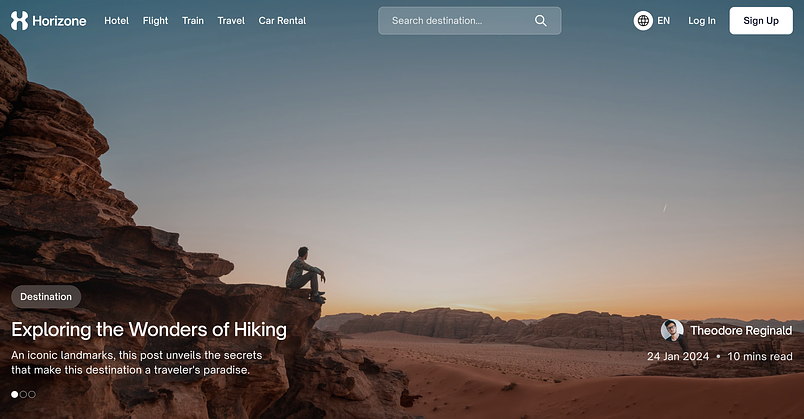 Horizone
Hotel
Flight
Train
Travel
Car Rental
Search destination...
EN
Log In
Sign Up
Destination
Exploring the Wonders of Hiking
An iconic landmarks, this post unveils the secrets
that make this destination a traveler's paradise.
Theodore Reginald
24 Jan 2024 • 10 mins read